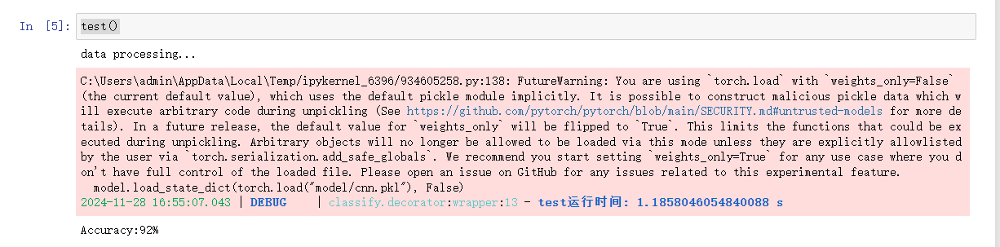 In [5]: test()
data processing...
C:\Users\admin\AppData\Local\Temp/ipykernel_6396/934605258.py:138: FutureWarning: You are using `torch.load` with `weights_only=False`
(the current default value), which uses the default pickle module implicitly. It is possible to construct malicious pickle data which w
ill execute arbitrary code during unpickling (See https://github.com/pytorch/pytorch/blob/main/SECURITY.md#untrusted-models for more de
tails). In a future release, the default value for `weights_only` will be flipped to `True`. This limits the functions that could be ex
ecuted during unpickling. Arbitrary objects will no longer be allowed to be loaded via this mode unless they are explicitly allowlisted
by the user via `torch.serialization.add_safe_globals`. We recommend you start setting `weights_only=True` for any use case where you d
on't have full control of the loaded file. Please open an issue on GitHub for any issues related to this experimental feature.
model.load_state_dict(torch.load("model/cnn.pkl"), False)
2024-11-28 16:55:07.043 | DEBUG    | classify.decorator:wrapper:13 - test运行时间: 1.1858046054840088 s
Accuracy:92%